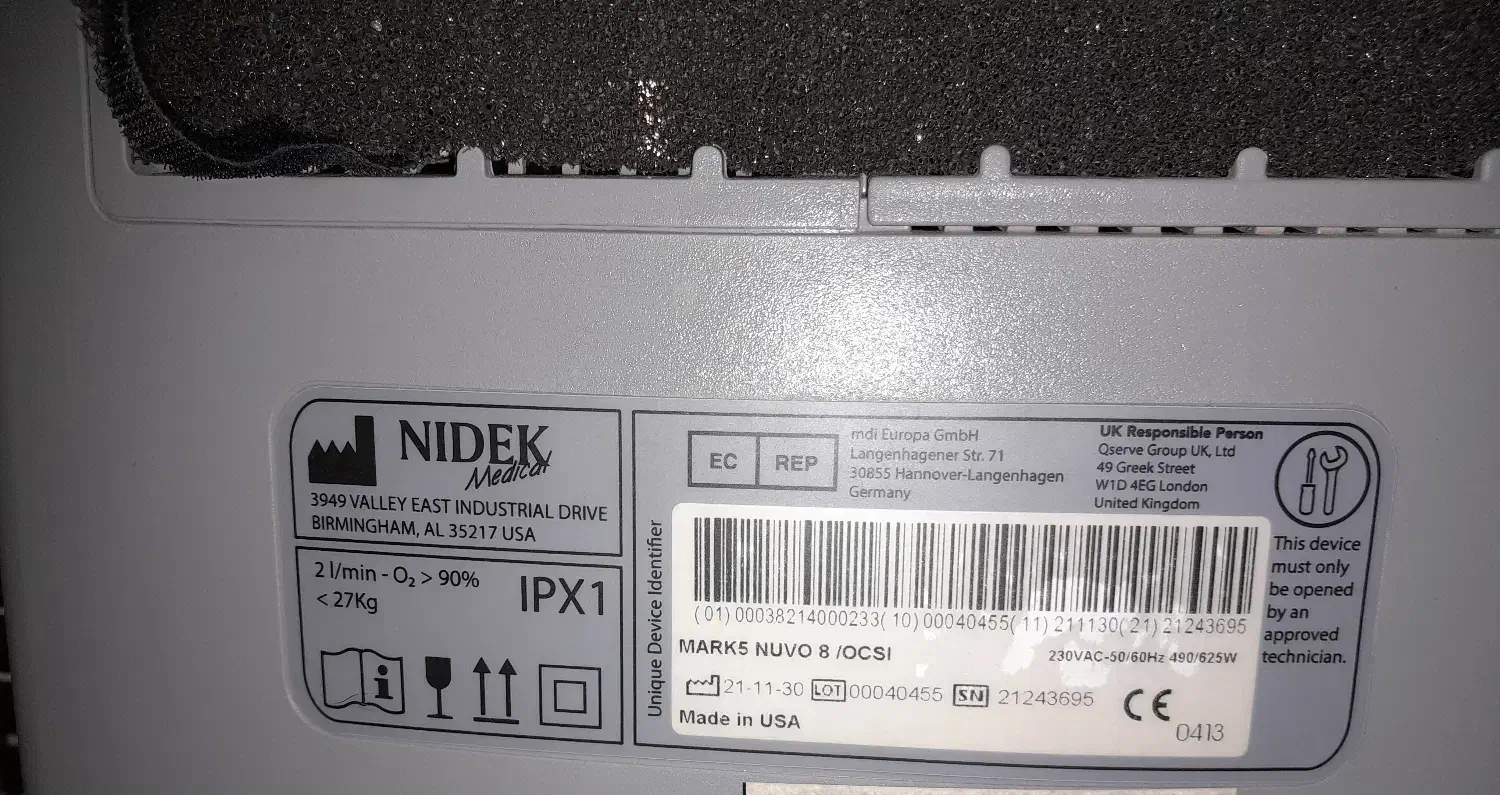 NIDEK
Medical
3949 VALLEY EAST INDUSTRIAL DRIVE
BIRMINGHAM, AL 35217 USA
2 l/min - O₂ > 90%
< 27Kg
IPX1
EC REP
mdi Europa GmbH
Langenhagener Str. 71
30855 Hannover-Langenhagen
Germany
UK Responsible Person
Qserve Group UK, Ltd
49 Greek Street
W1D 4EG London
United Kingdom
This device
must only
be opened
by an
approved
technician.
Unique Device Identifier
(01) 00038214000233( 10) 00040455( 11) 211130( 21) 21243695
MARK5 NUVO 8 /OCSI
230VAC-50/60Hz 490/625W
21-11-30 LOT 00040455 SN 21243695
CE
0413
Made in USA